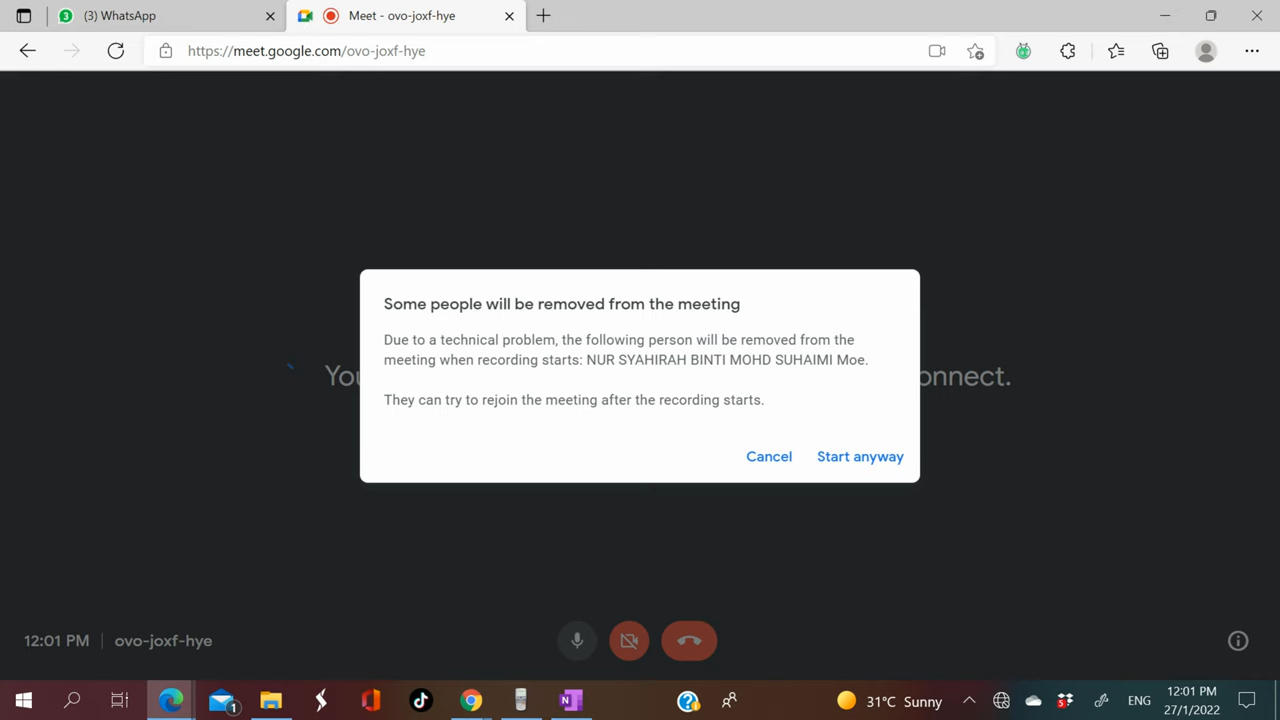 (3) WhatsApp
Meet - ovo-joxf-hye
https://meet.google.com/ovo-joxf-hye
Some people will be removed from the meeting
Due to a technical problem, the following person will be removed from the
meeting when recording starts: NUR SYAHIRAH BINTI MOHD SUHAIMI Moe.
onnect.
They can try to rejoin the meeting after the recording starts.
Cancel Start anyway
12:01 PM | ovo-joxf-hye
31°C Sunny
ENG
12:01 PM
27/1/2022